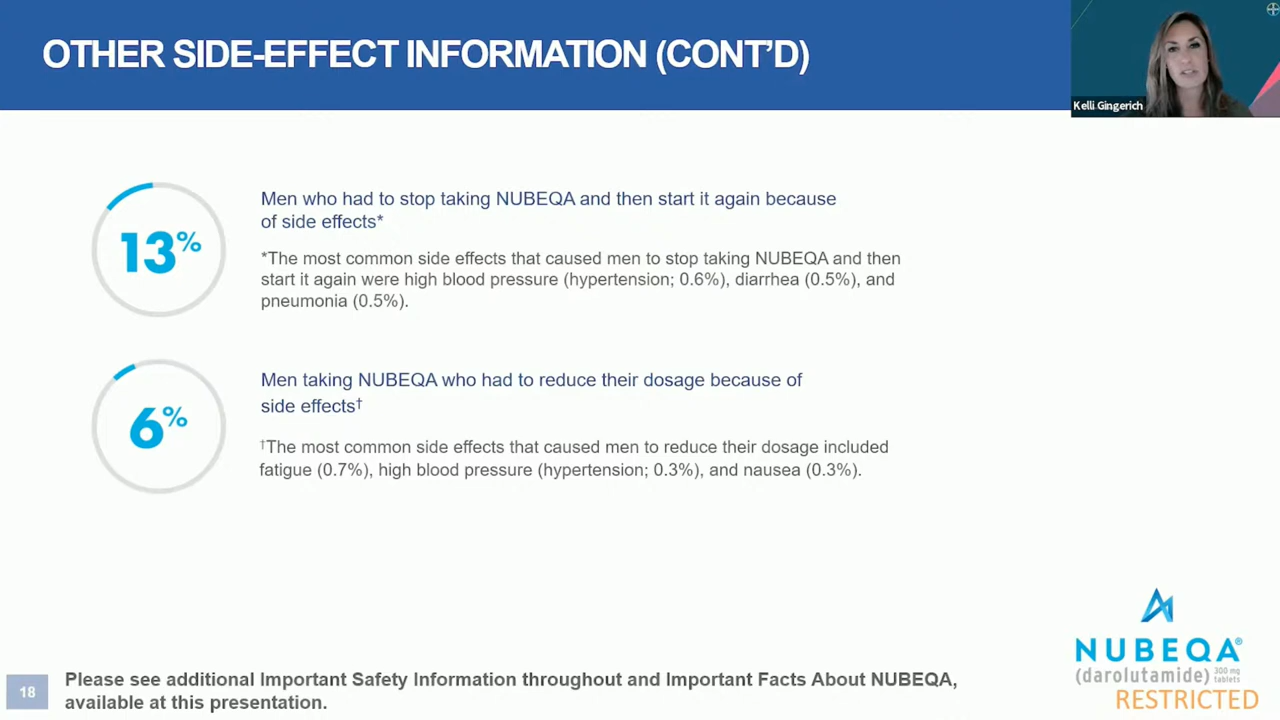 OTHER SIDE-EFFECT INFORMATION (CONT'D)
Kelli Gingerich
13%
Men who had to stop taking NUBEQA and then start it again because
of side effects*
*The most common side effects that caused men to stop taking NUBEQA and then
start it again were high blood pressure (hypertension; 0.6%), diarrhea (0.5%), and
pneumonia (0.5%).
6%
Men taking NUBEQA who had to reduce their dosage because of
side effects†
†The most common side effects that caused men to reduce their dosage included
fatigue (0.7%), high blood pressure (hypertension; 0.3%), and nausea (0.3%).
18
Please see additional Important Safety Information throughout and Important Facts About NUBEQA,
available at this presentation.
NUBEQA®
(darolutamide) 300 mg
tablets
RESTRICTED